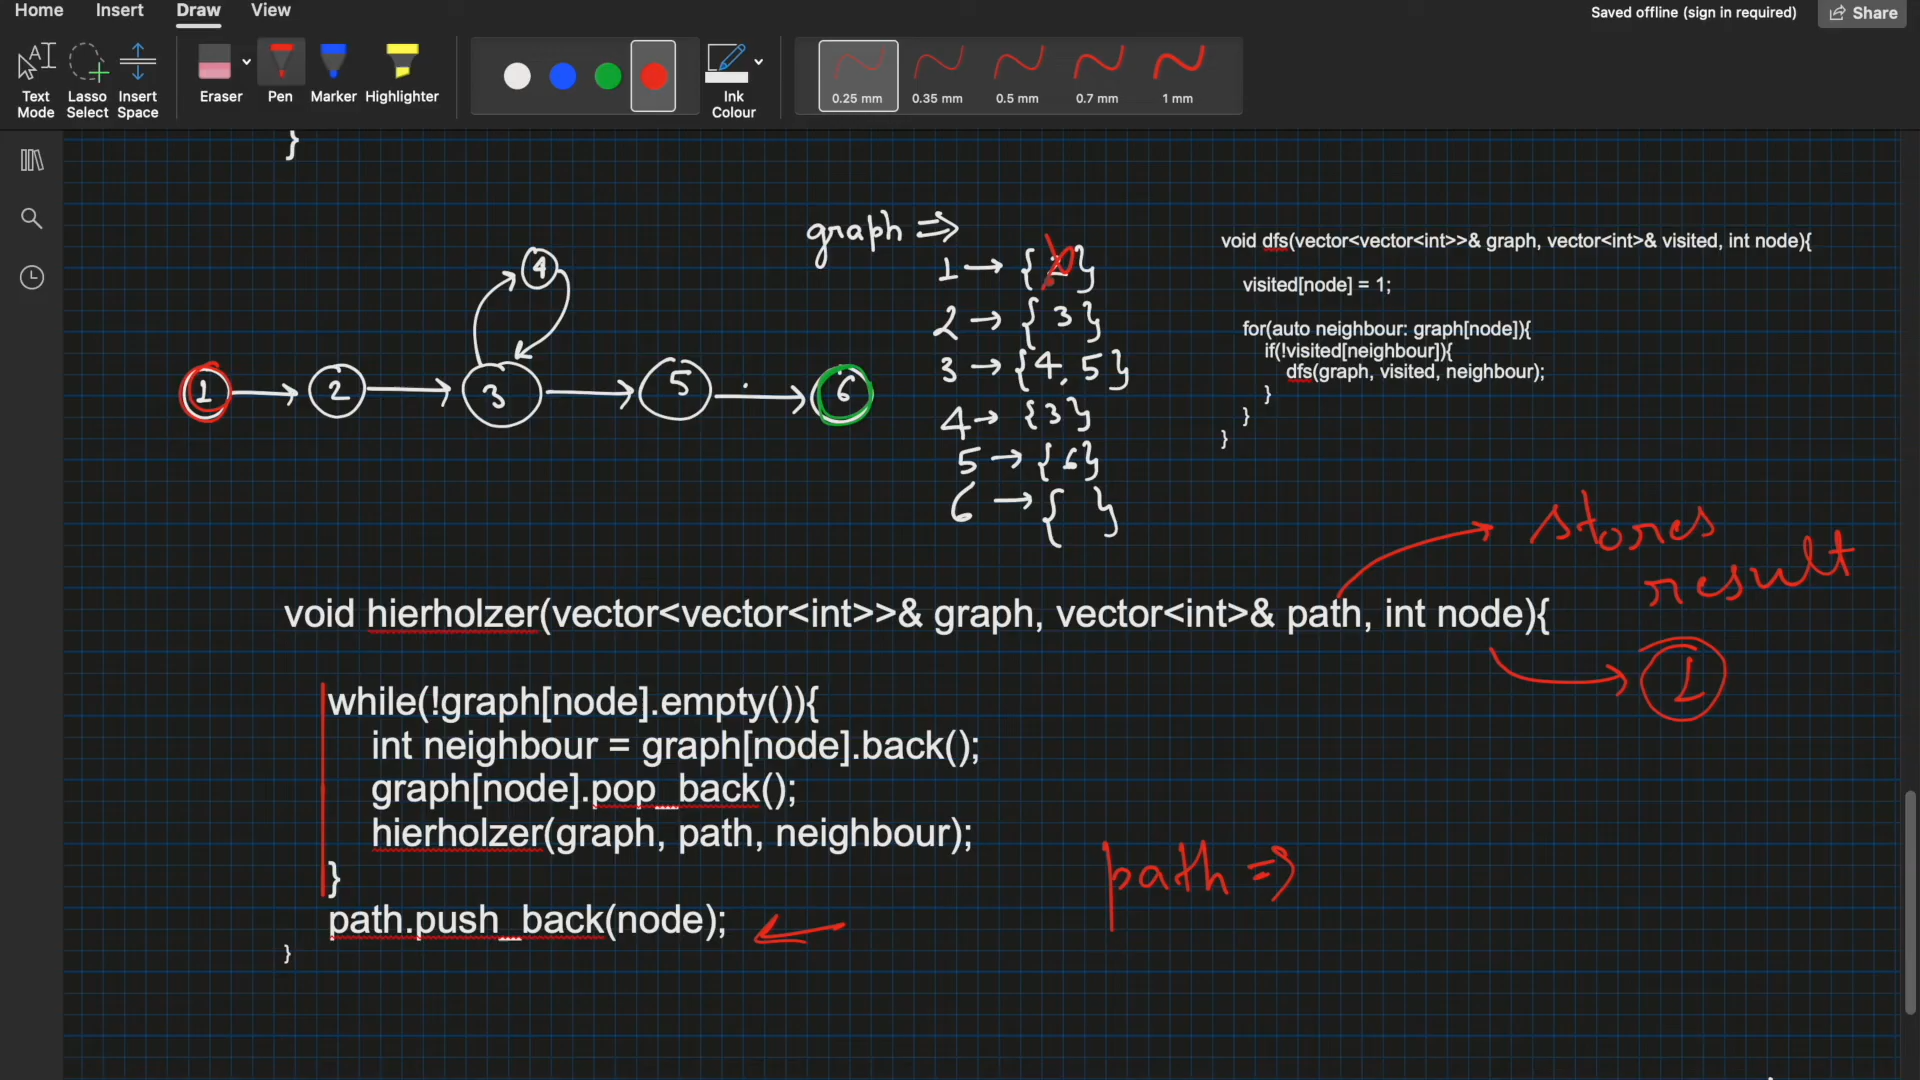 Home Insert Draw View
Saved offline (sign in required)
Share
Text Mode
Lasso Select
Insert Space
Eraser
Pen
Marker
Highlighter
Ink Colour
0.25 mm
0.35 mm
0.5 mm
0.7 mm
1 mm
}
graph ⇒
1 → {2}
2 → {3}
3 → {4, 5}
4 → {3}
5 → {6}
6 → { }
1
2
3
4
5
6
void dfs(vector<vector<int>>& graph, vector<int>& visited, int node){
visited[node] = 1;
for(auto neighbour: graph[node]){
if(!visited[neighbour]){
dfs(graph, visited, neighbour);
}
}
}
stores
result
void hierholzer(vector<vector<int>>& graph, vector<int>& path, int node){
1
while(!graph[node].empty()){
int neighbour = graph[node].back();
graph[node].pop_back();
hierholzer(graph, path, neighbour);
}
path.push_back(node);
}
path ⇒